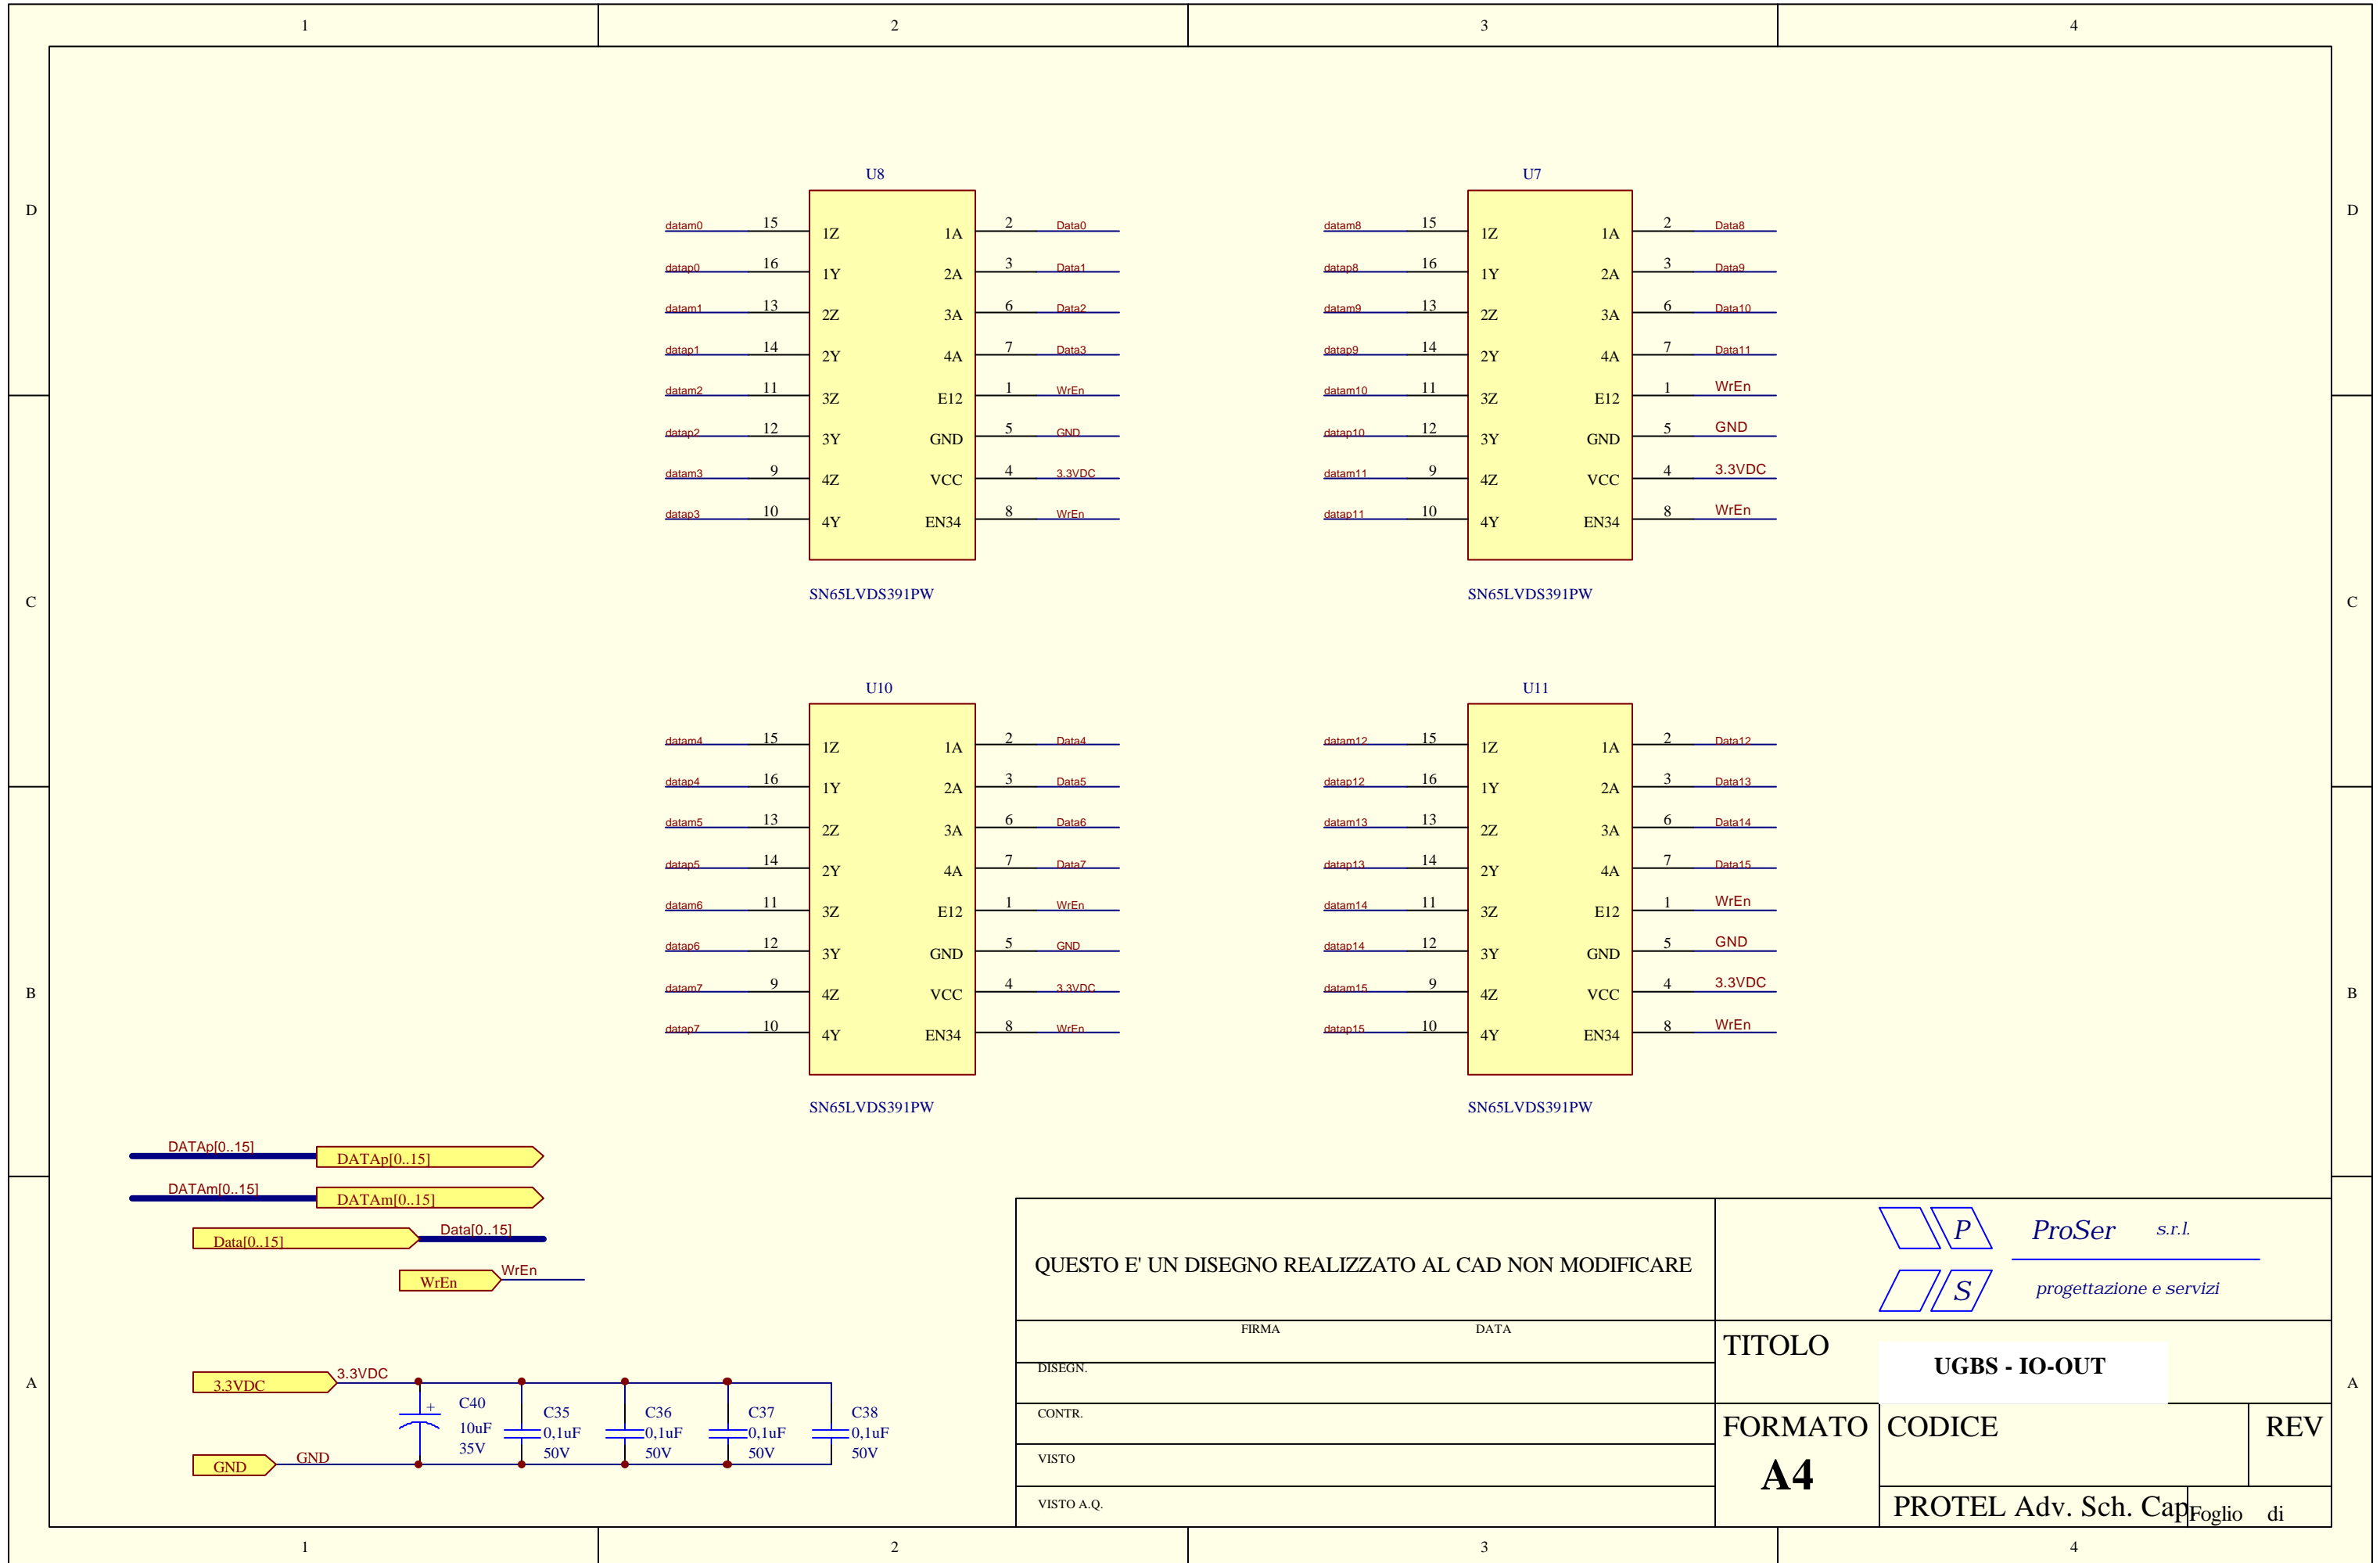 1 2 3 4
D D
C C
B B
A A
U8
datam0 15 1Z 1A 2 Data0
datap0 16 1Y 2A 3 Data1
datam1 13 2Z 3A 6 Data2
datap1 14 2Y 4A 7 Data3
datam2 11 3Z E12 1 WrEn
datap2 12 3Y GND 5 GND
datam3 9 4Z VCC 4 3.3VDC
datap3 10 4Y EN34 8 WrEn
SN65LVDS391PW
U7
datam8 15 1Z 1A 2 Data8
datap8 16 1Y 2A 3 Data9
datam9 13 2Z 3A 6 Data10
datap9 14 2Y 4A 7 Data11
datam10 11 3Z E12 1 WrEn
datap10 12 3Y GND 5 GND
datam11 9 4Z VCC 4 3.3VDC
datap11 10 4Y EN34 8 WrEn
SN65LVDS391PW
U10
datam4 15 1Z 1A 2 Data4
datap4 16 1Y 2A 3 Data5
datam5 13 2Z 3A 6 Data6
datap5 14 2Y 4A 7 Data7
datam6 11 3Z E12 1 WrEn
datap6 12 3Y GND 5 GND
datam7 9 4Z VCC 4 3.3VDC
datap7 10 4Y EN34 8 WrEn
SN65LVDS391PW
U11
datam12 15 1Z 1A 2 Data12
datap12 16 1Y 2A 3 Data13
datam13 13 2Z 3A 6 Data14
datap13 14 2Y 4A 7 Data15
datam14 11 3Z E12 1 WrEn
datap14 12 3Y GND 5 GND
datam15 9 4Z VCC 4 3.3VDC
datap15 10 4Y EN34 8 WrEn
SN65LVDS391PW
DATAp[0..15] DATAp[0..15]
DATAm[0..15] DATAm[0..15]
Data[0..15] Data[0..15]
WrEn WrEn
3.3VDC 3.3VDC
GND GND
C40
10uF
35V
C35
0,1uF
50V
C36
0,1uF
50V
C37
0,1uF
50V
C38
0,1uF
50V
QUESTO E' UN DISEGNO REALIZZATO AL CAD NON MODIFICARE
FIRMA DATA
DISEGN.
CONTR.
VISTO
VISTO A.Q.
P ProSer s.r.l.
S progettazione e servizi
TITOLO
UGBS - IO-OUT
FORMATO CODICE REV
A4
PROTEL Adv. Sch. Cap Foglio di
1 2 3 4